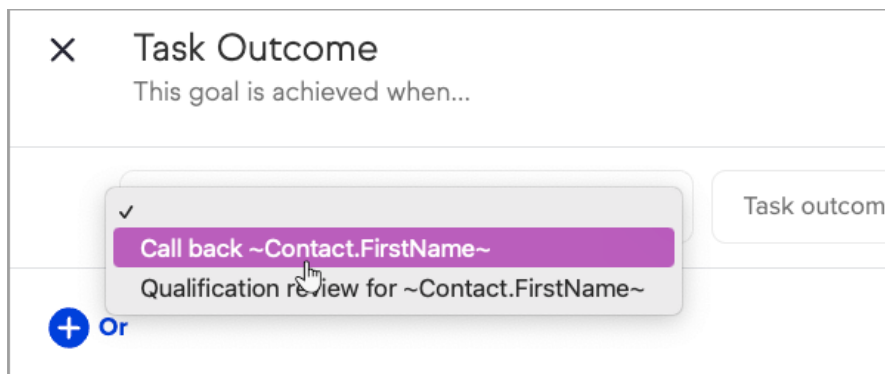 Task Outcome
This goal is achieved when...
Task outcom
✓
Call back ~Contact.FirstName~
Qualification review for ~Contact.FirstName~
Or